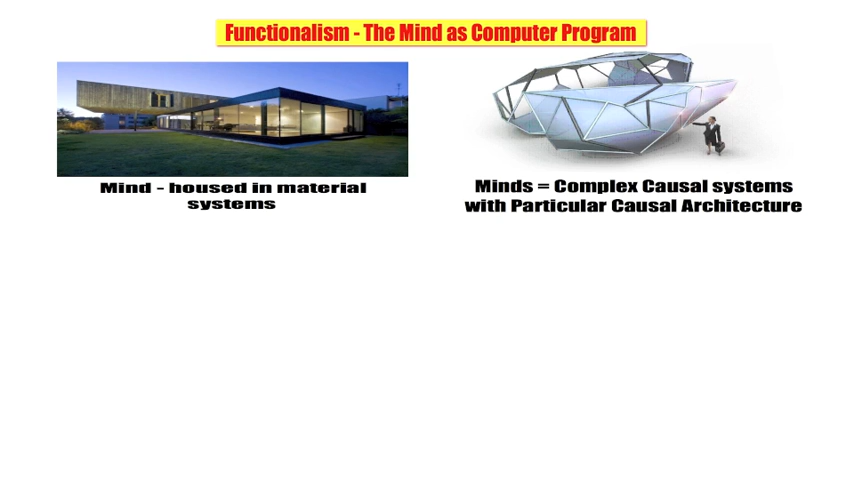 Functionalism - The Mind as Computer Program
Mind - housed in material
systems
Minds = Complex Causal systems
with Particular Causal Architecture